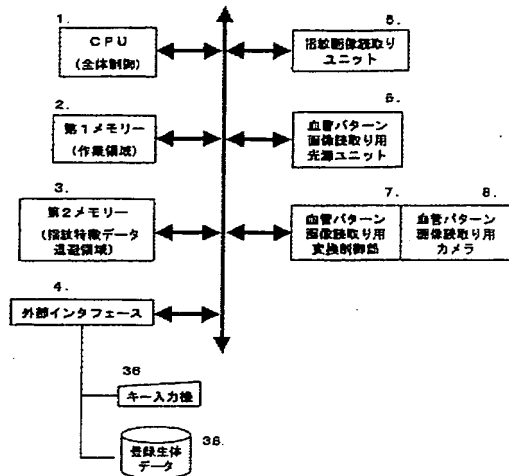 1.
CPU
(全体制御)
2.
第1メモリー
(作業領域)
3.
第2メモリー
(指紋特徴データ
退避領域)
4.
外部インタフェース
36
キー入力機
38.
登録生体
データ
5.
指紋画像読取り
ユニット
6.
血管パターン
画像読取り用
光源ユニット
7.
血管パターン
画像読取り用
変換制御部
8.
血管パターン
画像読取り用
カメラ